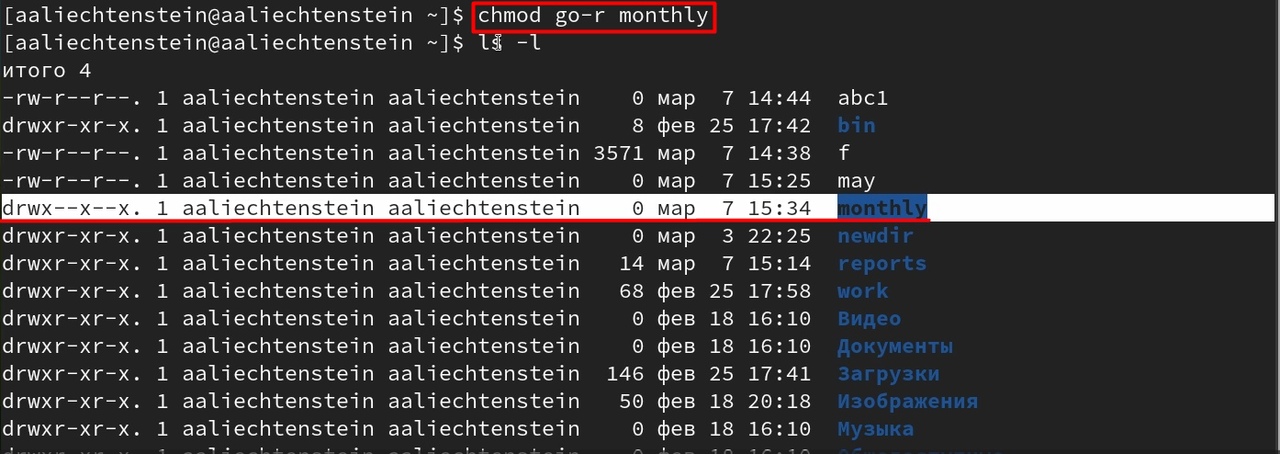 [aaliechtenstein@aaliechtenstein ~]$ chmod go-r monthly
[aaliechtenstein@aaliechtenstein ~]$ ls -l
итого 4
-rw-r--r--. 1 aaliechtenstein aaliechtenstein    0 мар  7 14:44  abc1
drwxr-xr-x. 1 aaliechtenstein aaliechtenstein    8 фев 25 17:42  bin
-rw-r--r--. 1 aaliechtenstein aaliechtenstein 3571 мар  7 14:38  f
-rw-r--r--. 1 aaliechtenstein aaliechtenstein    0 мар  7 15:25  may
drwx--x--x. 1 aaliechtenstein aaliechtenstein    0 мар  7 15:34  monthly
drwxr-xr-x. 1 aaliechtenstein aaliechtenstein    0 мар  3 22:25  newdir
drwxr-xr-x. 1 aaliechtenstein aaliechtenstein   14 мар  7 15:14  reports
drwxr-xr-x. 1 aaliechtenstein aaliechtenstein   68 фев 25 17:58  work
drwxr-xr-x. 1 aaliechtenstein aaliechtenstein    0 фев 18 16:10  Видео
drwxr-xr-x. 1 aaliechtenstein aaliechtenstein    0 фев 18 16:10  Документы
drwxr-xr-x. 1 aaliechtenstein aaliechtenstein  146 фев 25 17:41  Загрузки
drwxr-xr-x. 1 aaliechtenstein aaliechtenstein   50 фев 18 20:18  Изображения
drwxr-xr-x. 1 aaliechtenstein aaliechtenstein    0 фев 18 16:10  Музыка